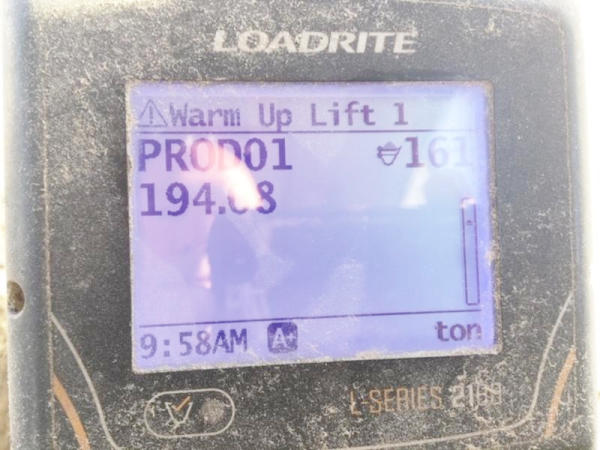 LOADRITE
Warm Up Lift 1
PROD01 161
194.08
9:58AM A ton
L SERIES 2180